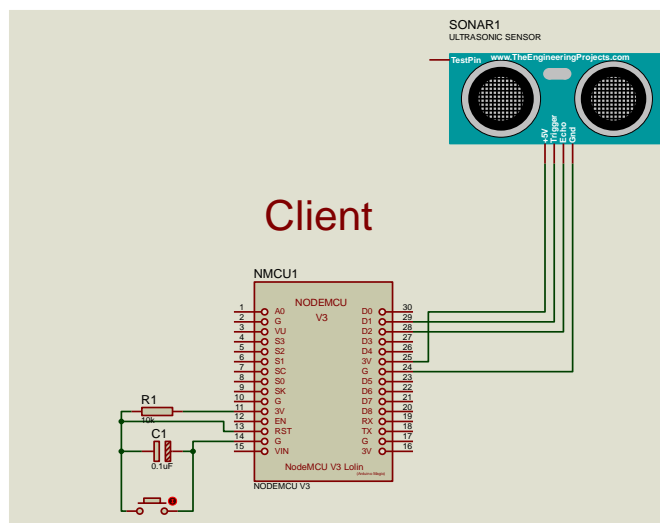 SONAR1
ULTRASONIC SENSOR
TestPin
www.TheEngineeringProjects.com
+5V
Trigger
Echo
Gnd
Client
NMCU1
NODEMCU
V3
1 A0 D0 30
2 G D1 29
3 VU D2 28
4 S3 D3 27
5 S2 D4 26
6 S1 3V 25
7 SC G 24
8 S0 D5 23
9 SK D6 22
10 G D7 21
11 3V D8 20
12 EN RX 19
13 RST TX 18
14 G G 17
15 VIN 3V 16
NodeMCU V3 Lolin
(Arduino Magix)
NODEMCU V3
R1
10k
C1
0.1uF